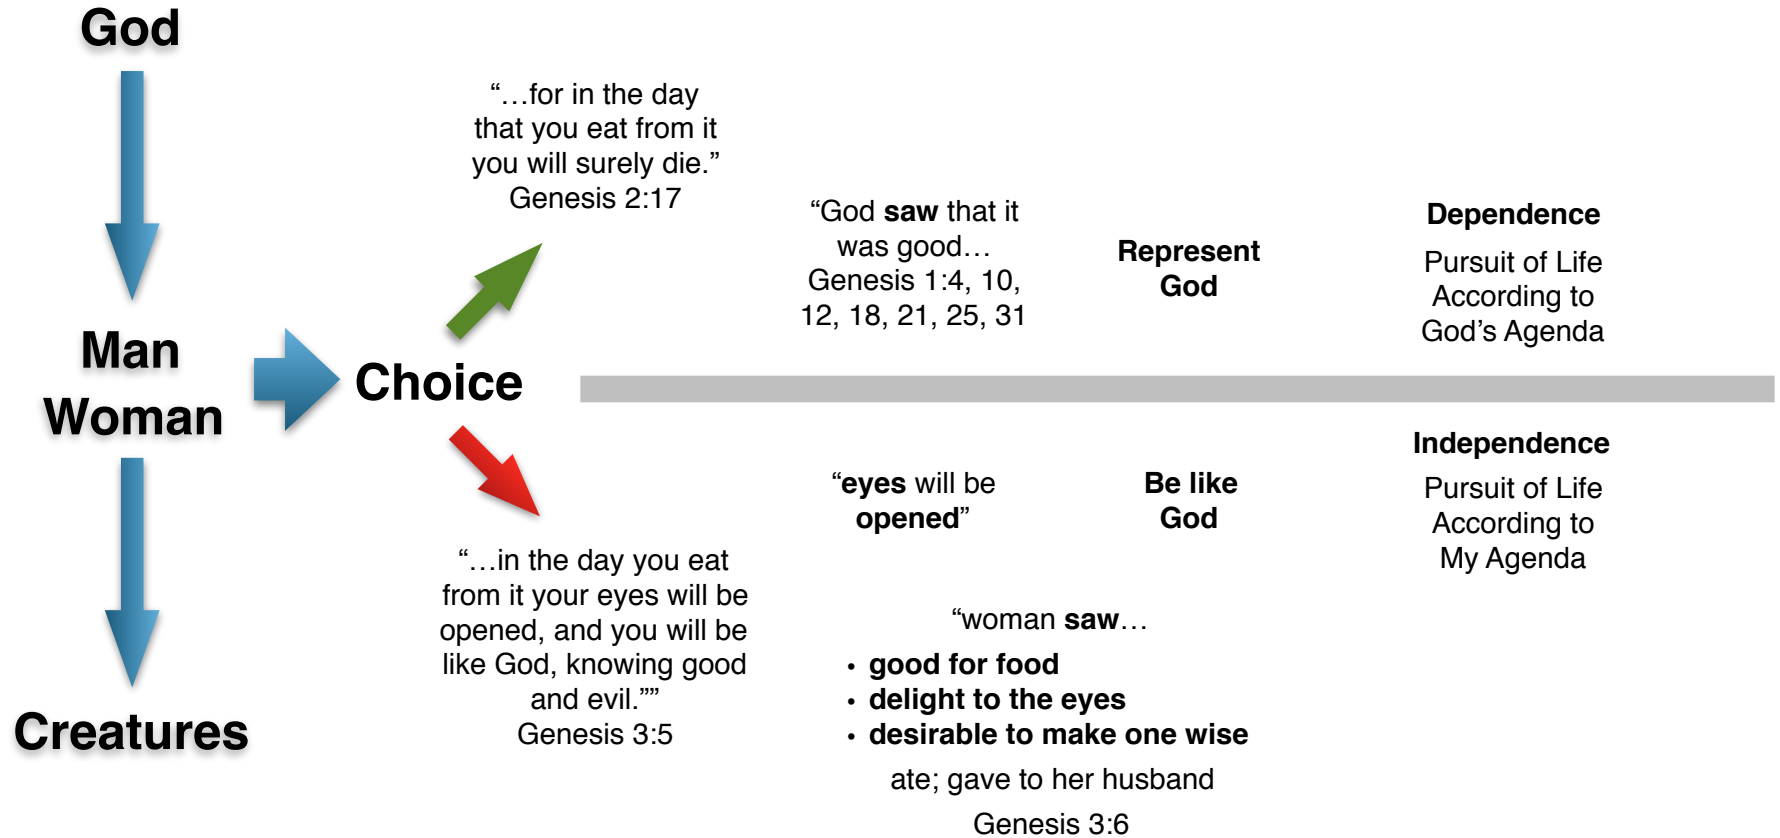 God
Man
Woman
Creatures
Choice
“…for in the day
that you eat from it
you will surely die.”
Genesis 2:17
“God saw that it
was good…
Genesis 1:4, 10,
12, 18, 21, 25, 31
Represent
God
Dependence
Pursuit of Life
According to
God’s Agenda
“…in the day you eat
from it your eyes will be
opened, and you will be
like God, knowing good
and evil.””
Genesis 3:5
“eyes will be
opened”
Be like
God
Independence
Pursuit of Life
According to
My Agenda
“woman saw…
• good for food
• delight to the eyes
• desirable to make one wise
ate; gave to her husband
Genesis 3:6